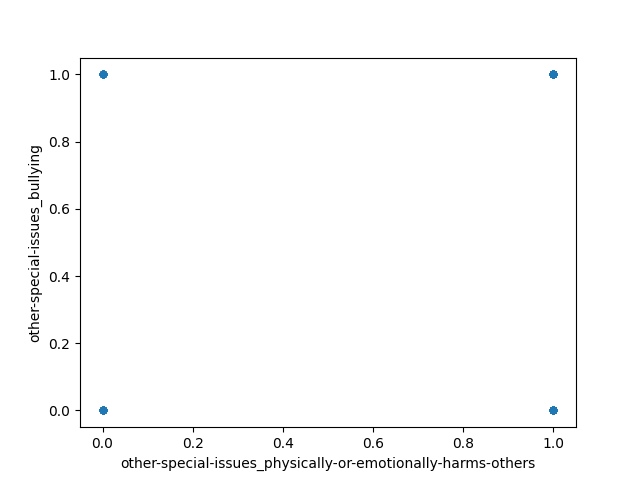 1.0
0.8
0.6
0.4
0.2
0.0
other-special-issues_bullying
0.0 0.2 0.4 0.6 0.8 1.0
other-special-issues_physically-or-emotionally-harms-others